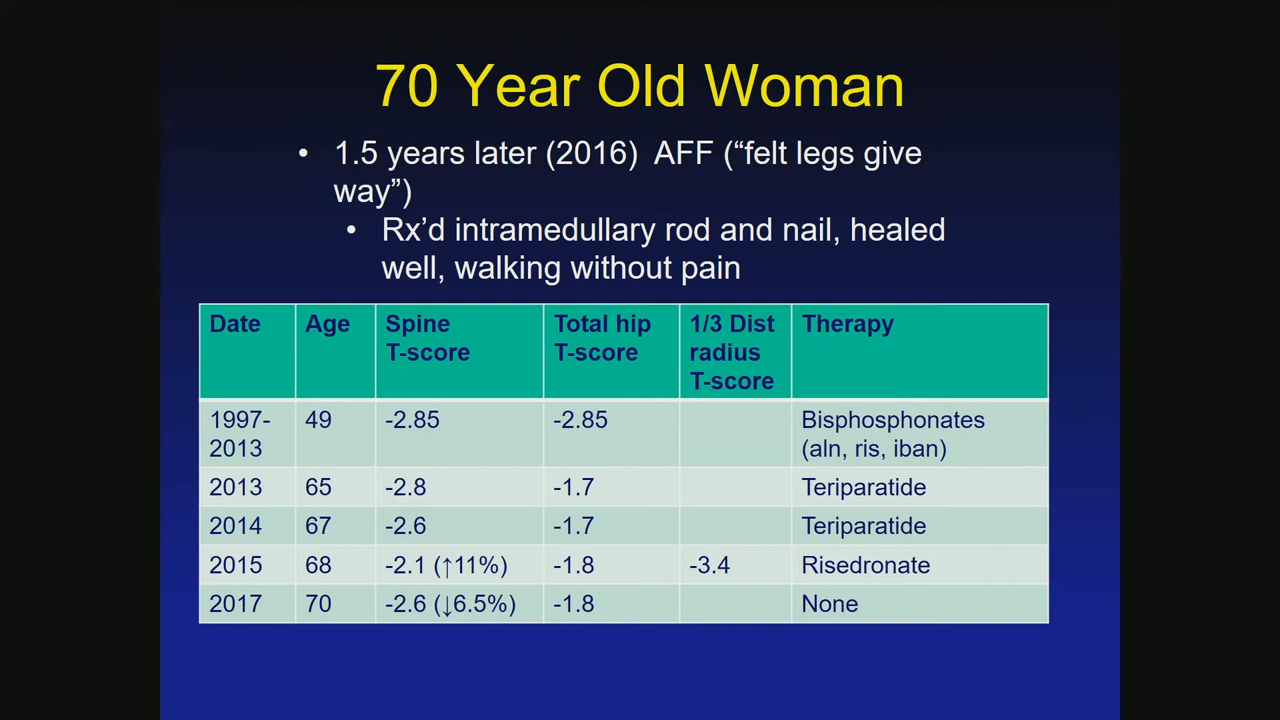 70 Year Old Woman
• 1.5 years later (2016) AFF (“felt legs give
way”)
• Rx’d intramedullary rod and nail, healed
well, walking without pain
Date Age Spine T-score Total hip T-score 1/3 Dist radius T-score Therapy
1997-2013 49 -2.85 -2.85 Bisphosphonates (aln, ris, iban)
2013 65 -2.8 -1.7 Teriparatide
2014 67 -2.6 -1.7 Teriparatide
2015 68 -2.1 (↑11%) -1.8 -3.4 Risedronate
2017 70 -2.6 (↓6.5%) -1.8 None